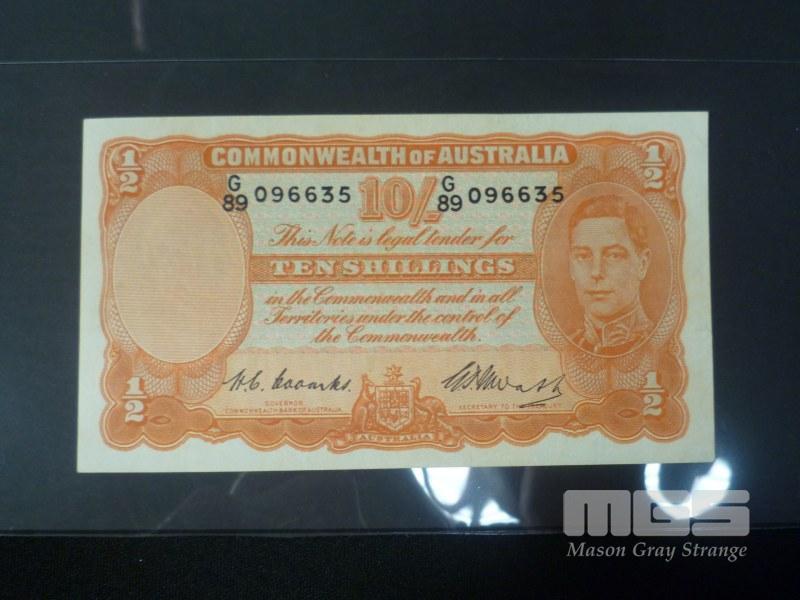 COMMONWEALTH OF AUSTRALIA
1/2
1/2
G/89 096635
10/-
G/89 096635
This Note is legal tender for
TEN SHILLINGS
in the Commonwealth and in all
Territories under the control of
the Commonwealth.
1/2
1/2
GOVERNOR
COMMONWEALTH BANK OF AUSTRALIA.
SECRETARY TO THE TREASURY.
AUSTRALIA
MGS
Mason Gray Strange